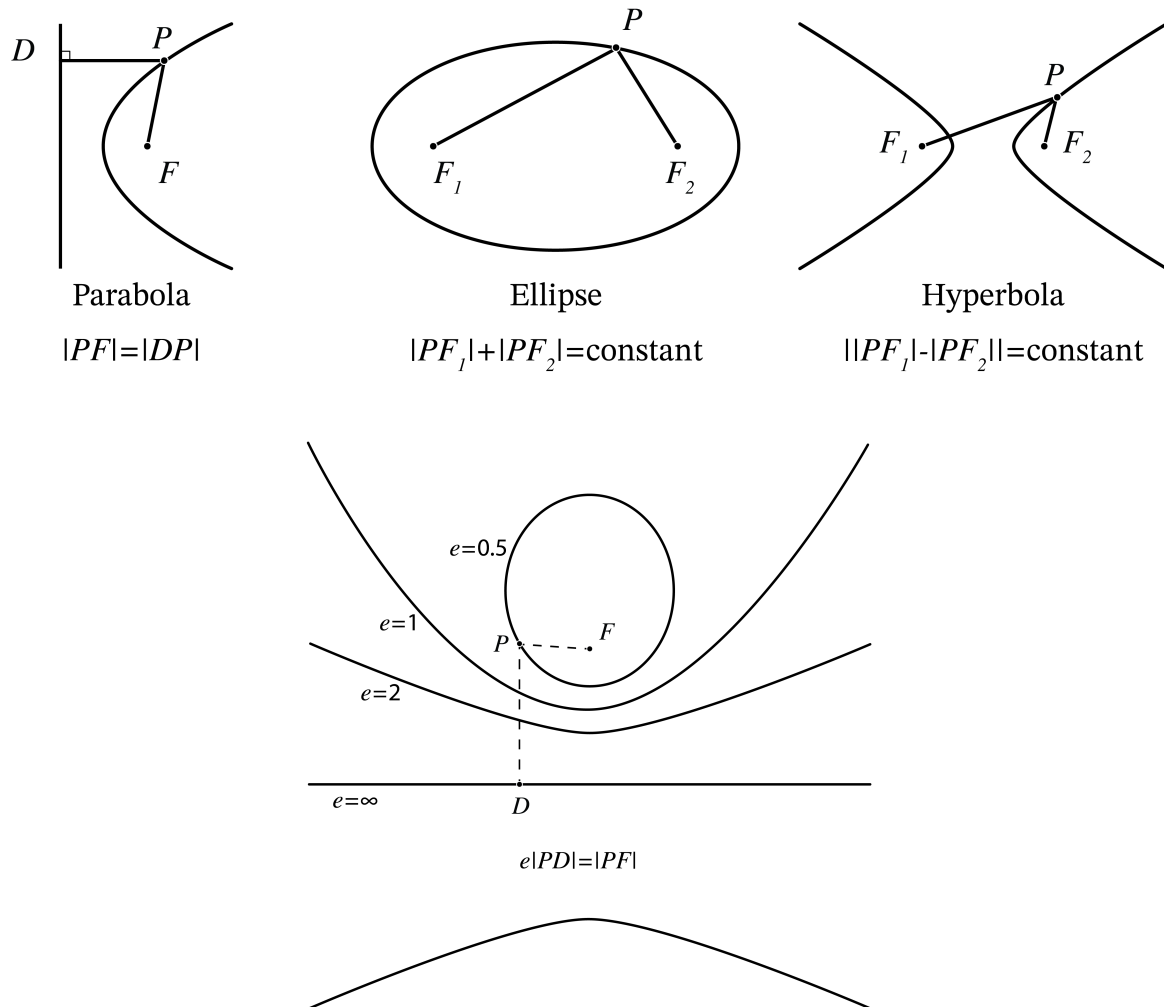 D P F
P F1 F2
P F1 F2
Parabola
|PF|=|DP|
Ellipse
|PF1|+|PF2|=constant
Hyperbola
||PF1|-|PF2||=constant
e=0.5
e=1
P F
e=2
e=∞
D
e|PD|=|PF|